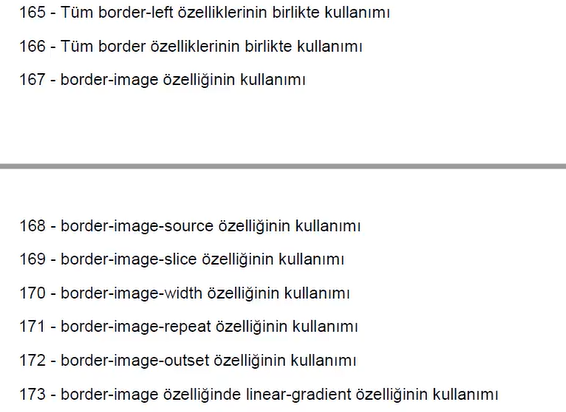 165 - Tüm border-left özelliklerinin birlikte kullanımı
166 - Tüm border özelliklerinin birlikte kullanımı
167 - border-image özelliğinin kullanımı
168 - border-image-source özelliğinin kullanımı
169 - border-image-slice özelliğinin kullanımı
170 - border-image-width özelliğinin kullanımı
171 - border-image-repeat özelliğinin kullanımı
172 - border-image-outset özelliğinin kullanımı
173 - border-image özelliğinde linear-gradient özelliğinin kullanımı